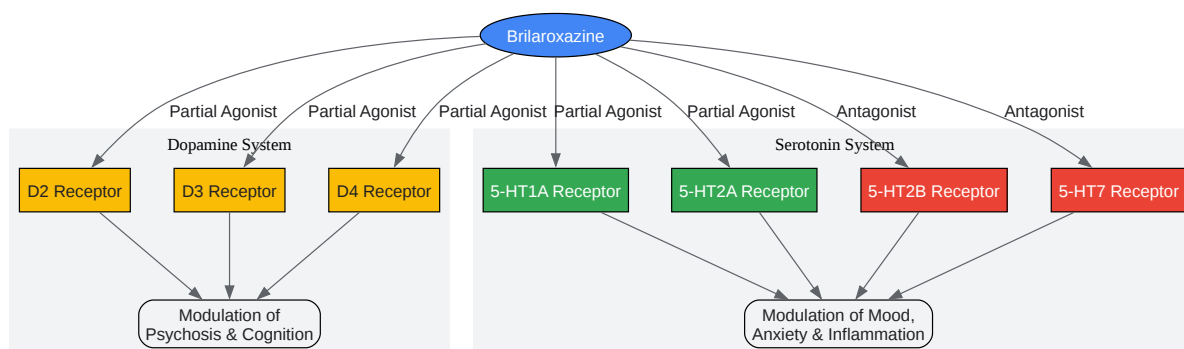 Brilaroxazine
Partial Agonist
Partial Agonist
Partial Agonist
Partial Agonist
Partial Agonist
Antagonist
Antagonist
Dopamine System
Serotonin System
D2 Receptor
D3 Receptor
D4 Receptor
5-HT1A Receptor
5-HT2A Receptor
5-HT2B Receptor
5-HT7 Receptor
Modulation of
Psychosis & Cognition
Modulation of Mood,
Anxiety & Inflammation